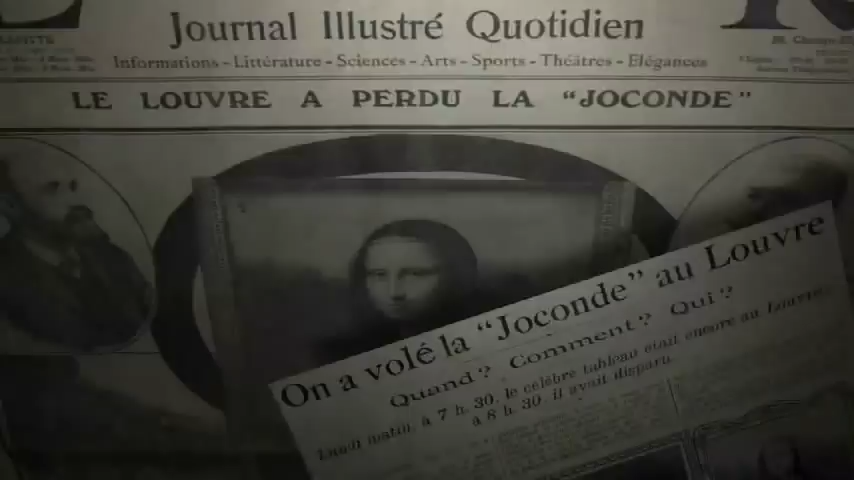 Journal Illustré Quotidien
Informations - Littérature - Sciences - Arts - Sports - Théâtres - Élégances
LE LOUVRE A PERDU LA "JOCONDE"
On a volé la "Joconde" au Louvre
Quand? Comment? Qui?
Lundi matin, à 7 h. 30, le célèbre tableau était encore au Louvre.
à 8 h. 30, il avait disparu.